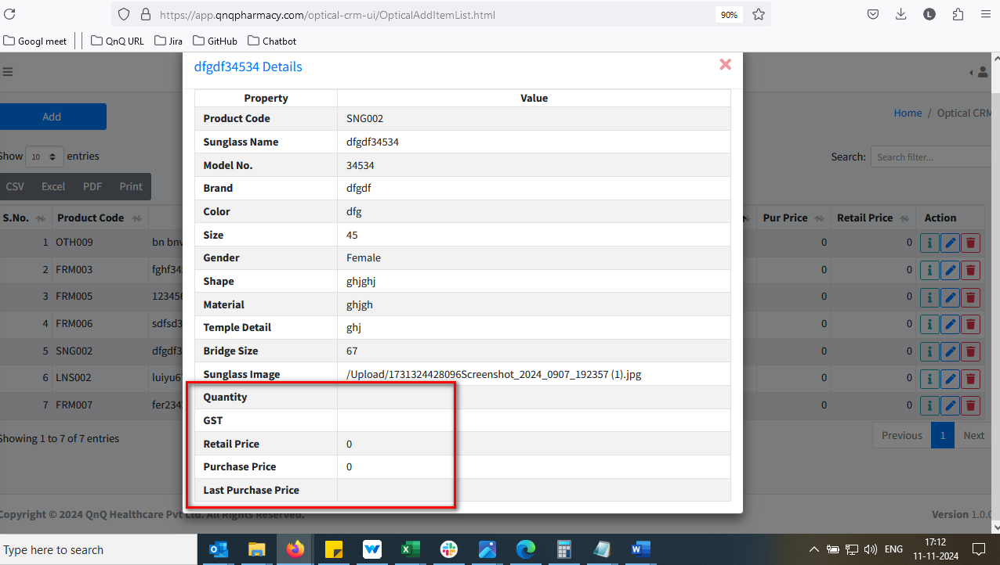 https://app.qnqpharmacy.com/optical-crm-ui/OpticalAddItemList.html
90%
L
Googl meet
QnQ URL
Jira
GitHub
Chatbot
dfgdf34534 Details
Add
Home / Optical CRM
Show 10 entries
Search: Search filter...
CSV Excel PDF Print
S.No. Product Code Pur Price Retail Price Action
1 OTH009 bn bnv 0 0
2 FRM003 fghf345 0 0
3 FRM005 123456 0 0
4 FRM006 sdfsd3 0 0
5 SNG002 dfgdf3 0 0
6 LNS002 luiyu6 0 0
7 FRM007 fer234 0 0
Property Value
Product Code SNG002
Sunglass Name dfgdf34534
Model No. 34534
Brand dfgdf
Color dfg
Size 45
Gender Female
Shape ghjghj
Material ghjgh
Temple Detail ghj
Bridge Size 67
Sunglass Image /Upload/1731324428096Screenshot_2024_0907_192357 (1).jpg
Quantity
GST
Retail Price 0
Purchase Price 0
Last Purchase Price
Showing 1 to 7 of 7 entries
Previous 1 Next
Copyright © 2024 QnQ Healthcare Pvt Ltd. All Rights Reserved.
Version 1.0.0
Type here to search
ENG
17:12
11-11-2024